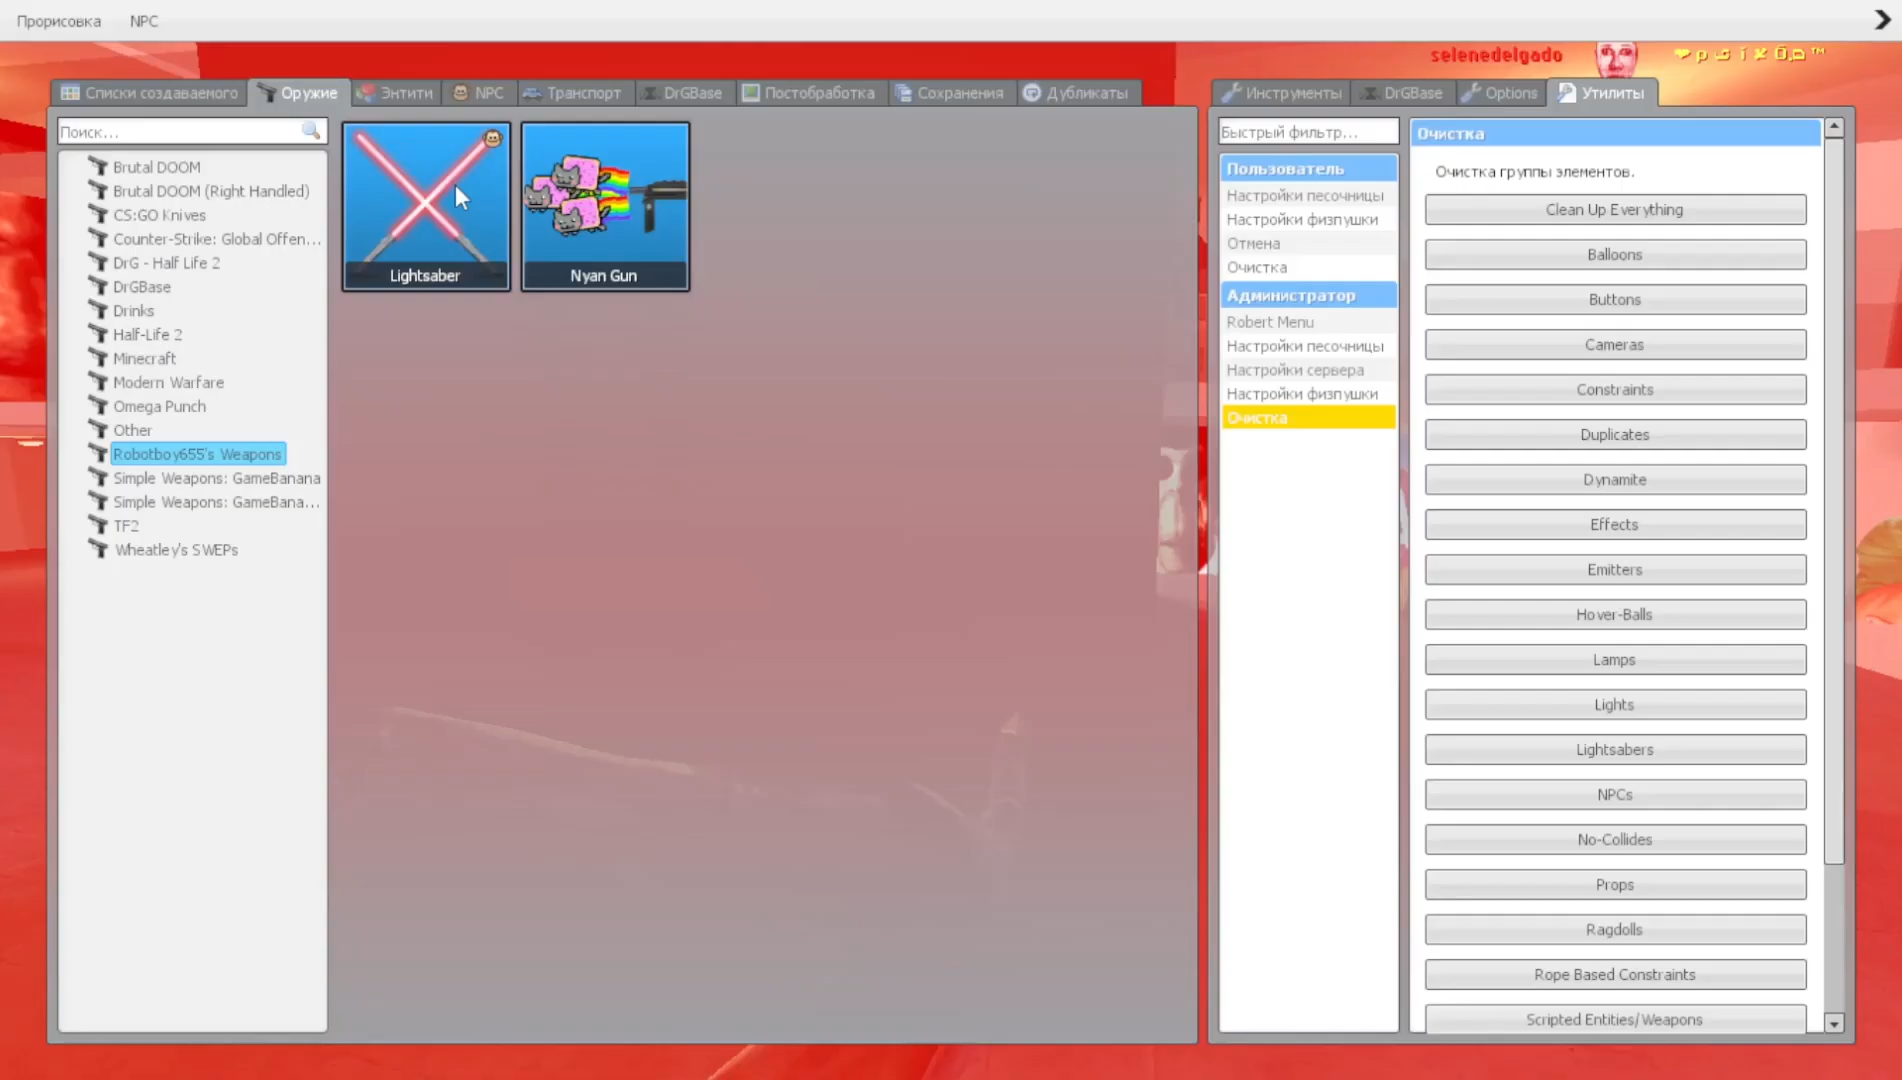 Прорисовка NPC
selenedelgado
Списки создаваемого Оружие Энтити NPC Транспорт DrGBase Постобработка Сохранения Дубликаты
Инструменты DrGBase Options Утилиты
Поиск...
Brutal DOOM
Brutal DOOM (Right Handled)
CS:GO Knives
Counter-Strike: Global Offen...
DrG - Half Life 2
DrGBase
Drinks
Half-Life 2
Minecraft
Modern Warfare
Omega Punch
Other
Robotboy655's Weapons
Simple Weapons: GameBanana
Simple Weapons: GameBana...
TF2
Wheatley's SWEPs
Lightsaber
Nyan Gun
Быстрый фильтр...
Пользователь
Настройки песочницы
Настройки физпушки
Отмена
Очистка
Администратор
Robert Menu
Настройки песочницы
Настройки сервера
Настройки физпушки
Очистка
Очистка
Очистка группы элементов.
Clean Up Everything
Balloons
Buttons
Cameras
Constraints
Duplicates
Dynamite
Effects
Emitters
Hover-Balls
Lamps
Lights
Lightsabers
NPCs
No-Collides
Props
Ragdolls
Rope Based Constraints
Scripted Entities/Weapons